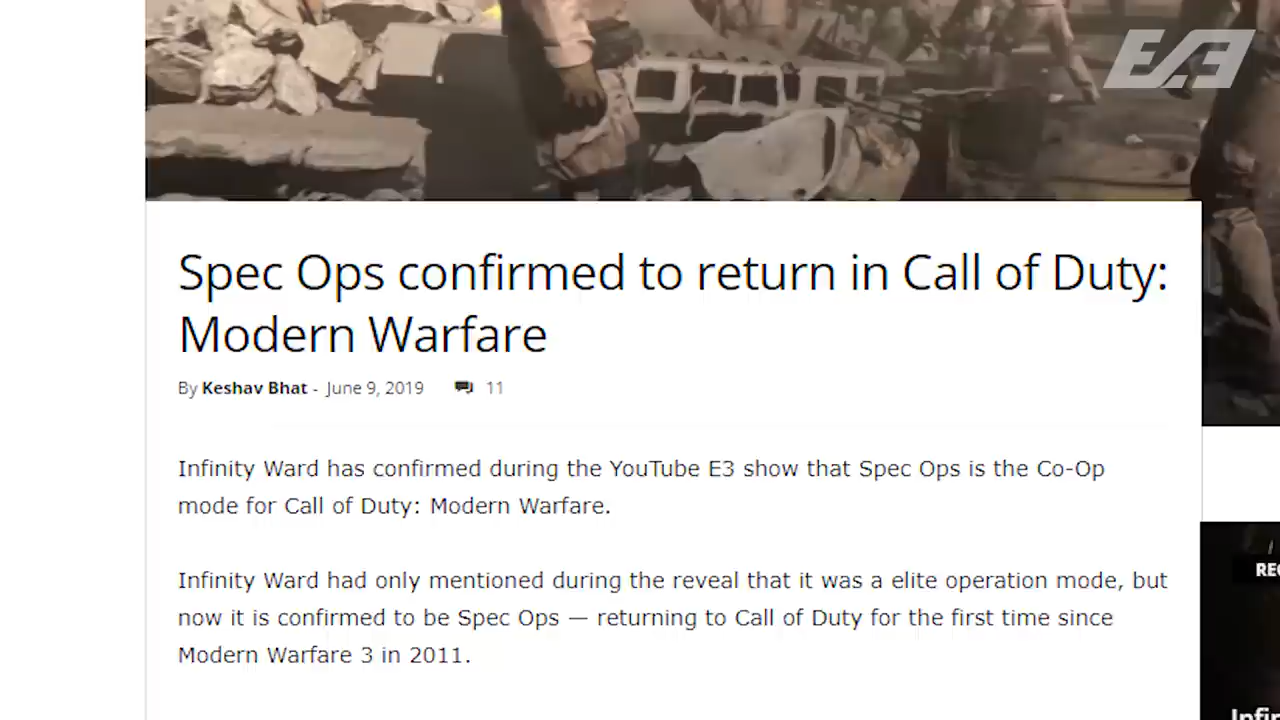 Spec Ops confirmed to return in Call of Duty:
Modern Warfare
By Keshav Bhat - June 9, 2019 11
Infinity Ward has confirmed during the YouTube E3 show that Spec Ops is the Co-Op
mode for Call of Duty: Modern Warfare.
Infinity Ward had only mentioned during the reveal that it was a elite operation mode, but
now it is confirmed to be Spec Ops — returning to Call of Duty for the first time since
Modern Warfare 3 in 2011.